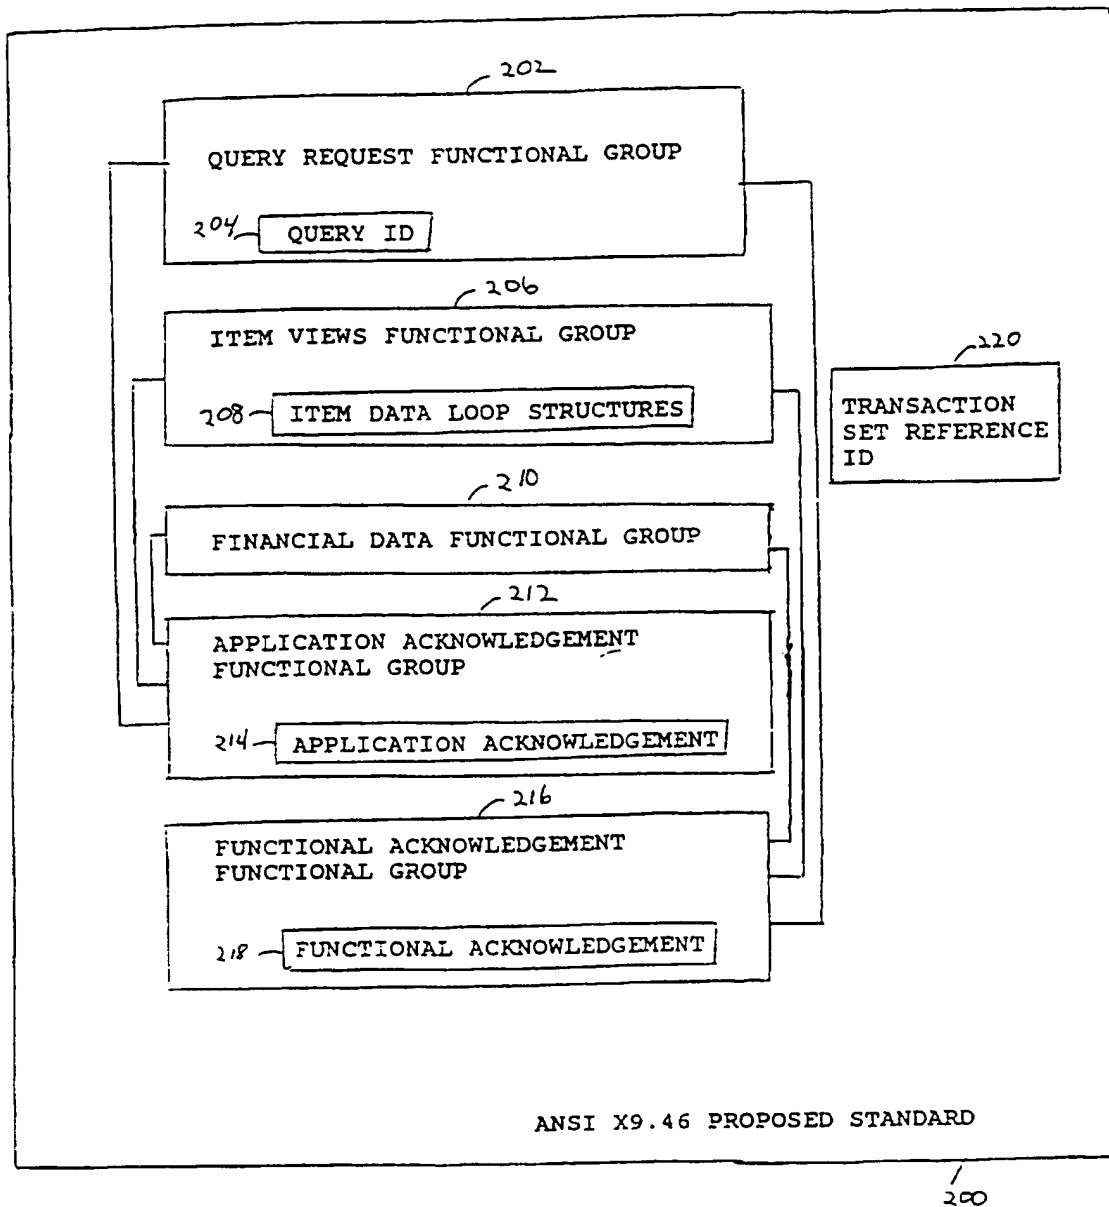 202
QUERY REQUEST FUNCTIONAL GROUP
204 QUERY ID
206
ITEM VIEWS FUNCTIONAL GROUP
208 ITEM DATA LOOP STRUCTURES
220
TRANSACTION
SET REFERENCE
ID
210
FINANCIAL DATA FUNCTIONAL GROUP
212
APPLICATION ACKNOWLEDGEMENT
FUNCTIONAL GROUP
214 APPLICATION ACKNOWLEDGEMENT
216
FUNCTIONAL ACKNOWLEDGEMENT
FUNCTIONAL GROUP
218 FUNCTIONAL ACKNOWLEDGEMENT
ANSI X9.46 PROPOSED STANDARD
200